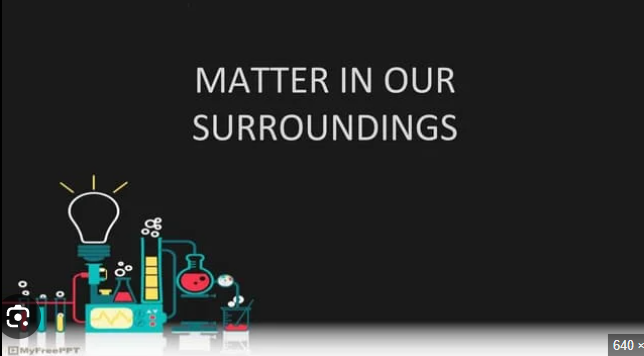 MATTER IN OUR
SURROUNDINGS
MyFreePPT
640 ×